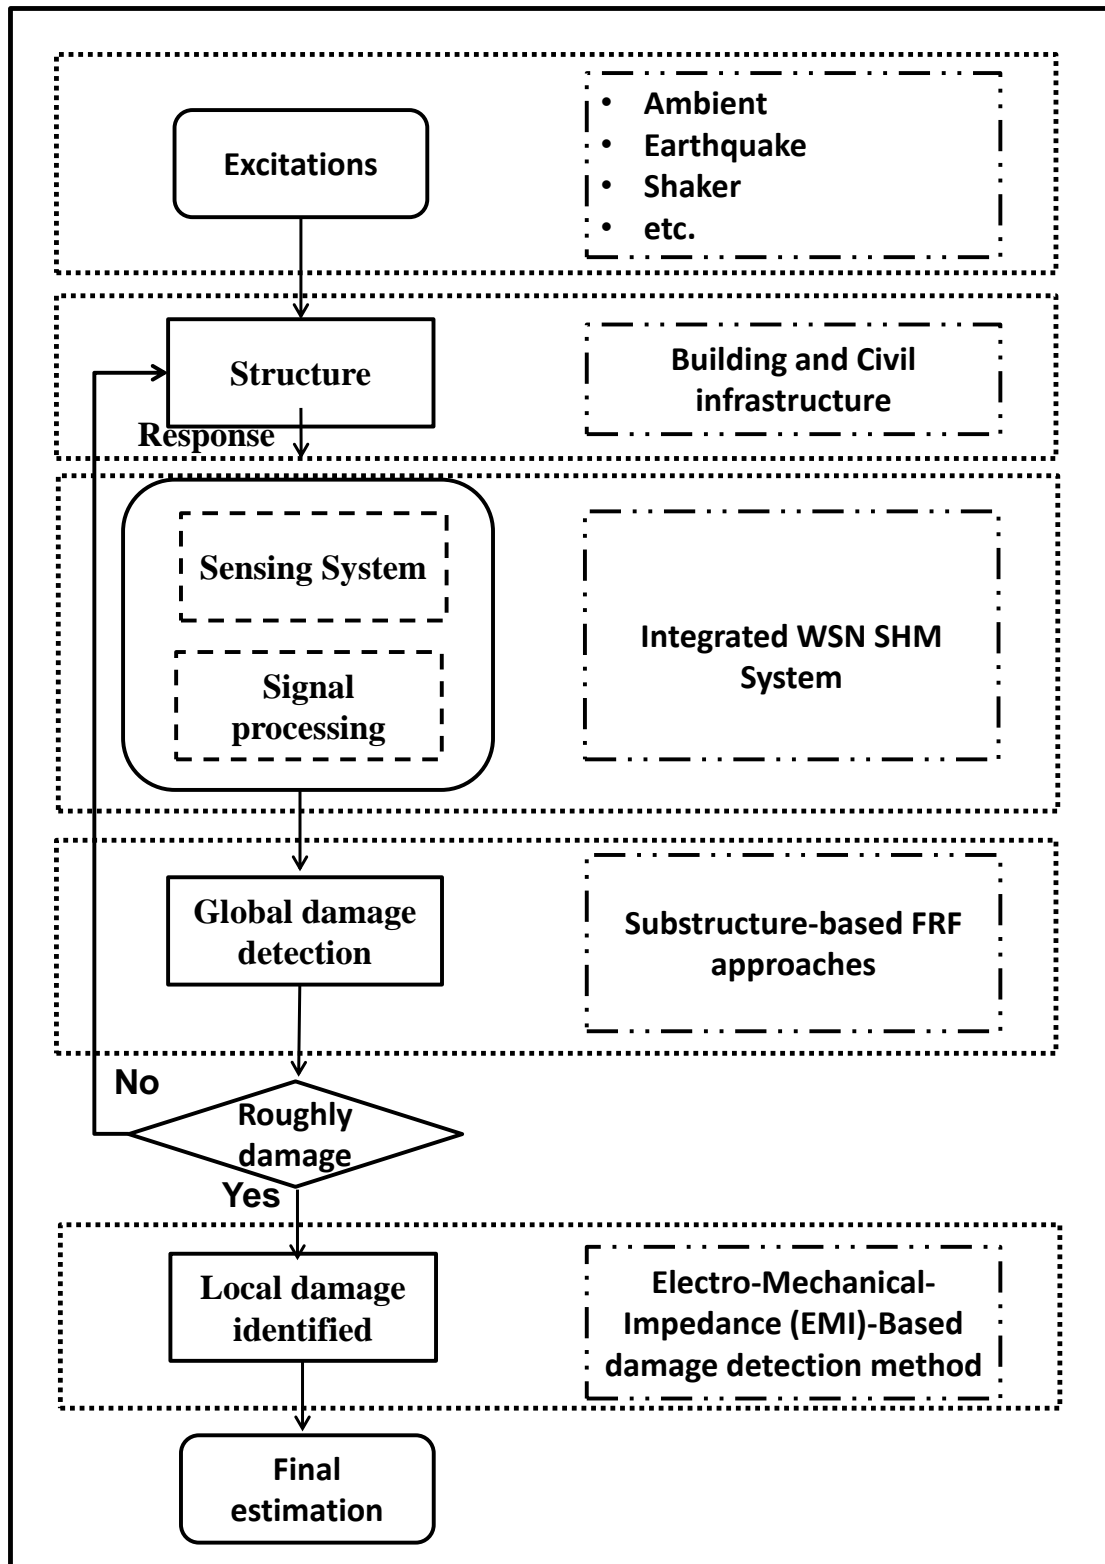 Excitations
• Ambient
• Earthquake
• Shaker
• etc.
Structure
Building and Civil
infrastructure
Response
Sensing System
Signal
processing
Integrated WSN SHM
System
Global damage
detection
Substructure-based FRF
approaches
No
Roughly
damage
Yes
Local damage
identified
Electro-Mechanical-
Impedance (EMI)-Based
damage detection method
Final
estimation